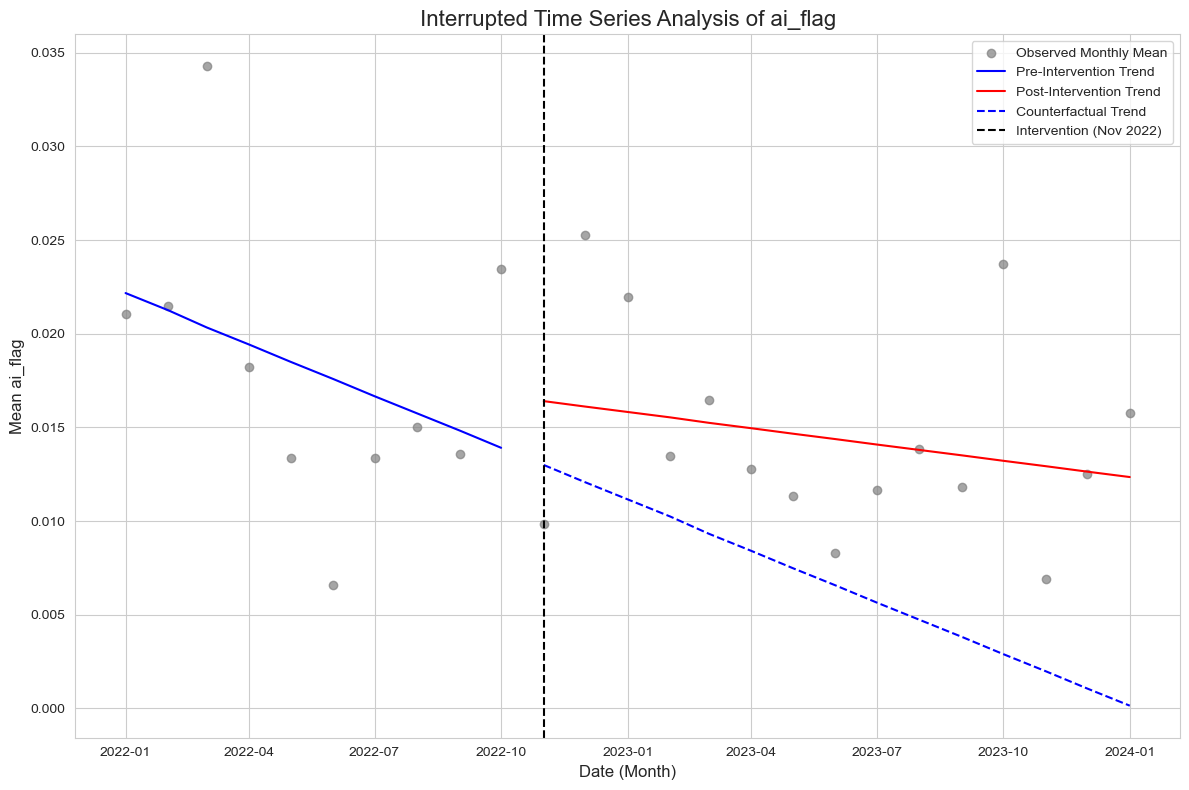 Interrupted Time Series Analysis of ai_flag
Observed Monthly Mean
Pre-Intervention Trend
Post-Intervention Trend
Counterfactual Trend
Intervention (Nov 2022)
Mean ai_flag
0.035
0.030
0.025
0.020
0.015
0.010
0.005
0.000
2022-01 2022-04 2022-07 2022-10 2023-01 2023-04 2023-07 2023-10 2024-01
Date (Month)